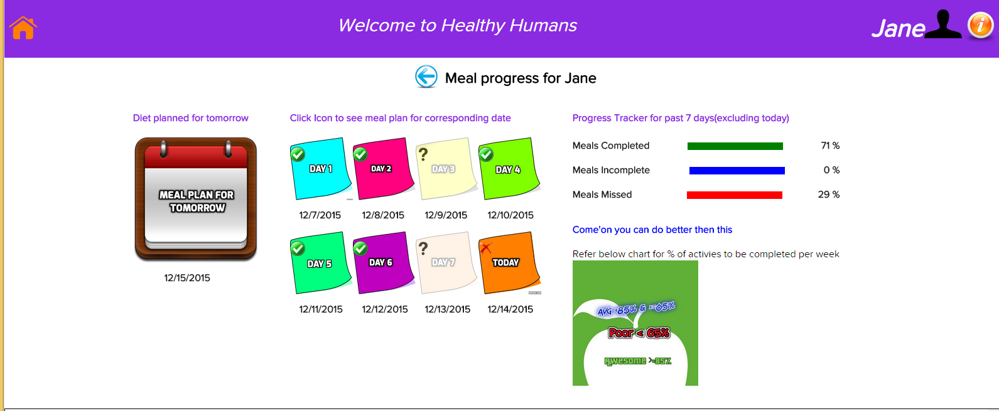 Welcome to Healthy Humans
Jane
i
Meal progress for Jane
Diet planned for tomorrow
MEAL PLAN FOR
TOMORROW
12/15/2015
Click Icon to see meal plan for corresponding date
DAY 1
DAY 2
?
DAY 3
DAY 4
12/7/2015
12/8/2015
12/9/2015
12/10/2015
DAY 5
DAY 6
?
DAY 7
TODAY
12/11/2015
12/12/2015
12/13/2015
12/14/2015
Progress Tracker for past 7 days(excluding today)
Meals Completed 71 %
Meals Incomplete 0 %
Meals Missed 29 %
Come'on you can do better then this
Refer below chart for % of activies to be completed per week
AVG <85% & >=65%
Poor < 65%
Awesome >=85%